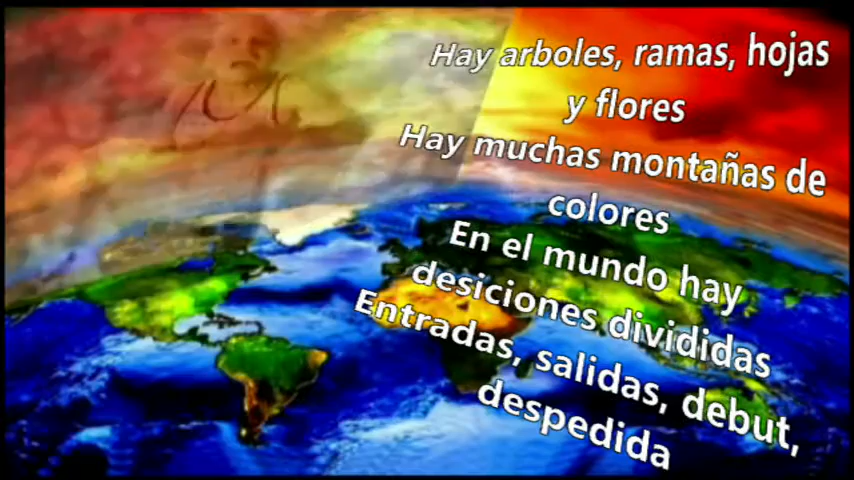 Hay arboles, ramas, hojas
y flores
Hay muchas montañas de
colores
En el mundo hay
desiciones divididas
Entradas, salidas, debut,
despedida